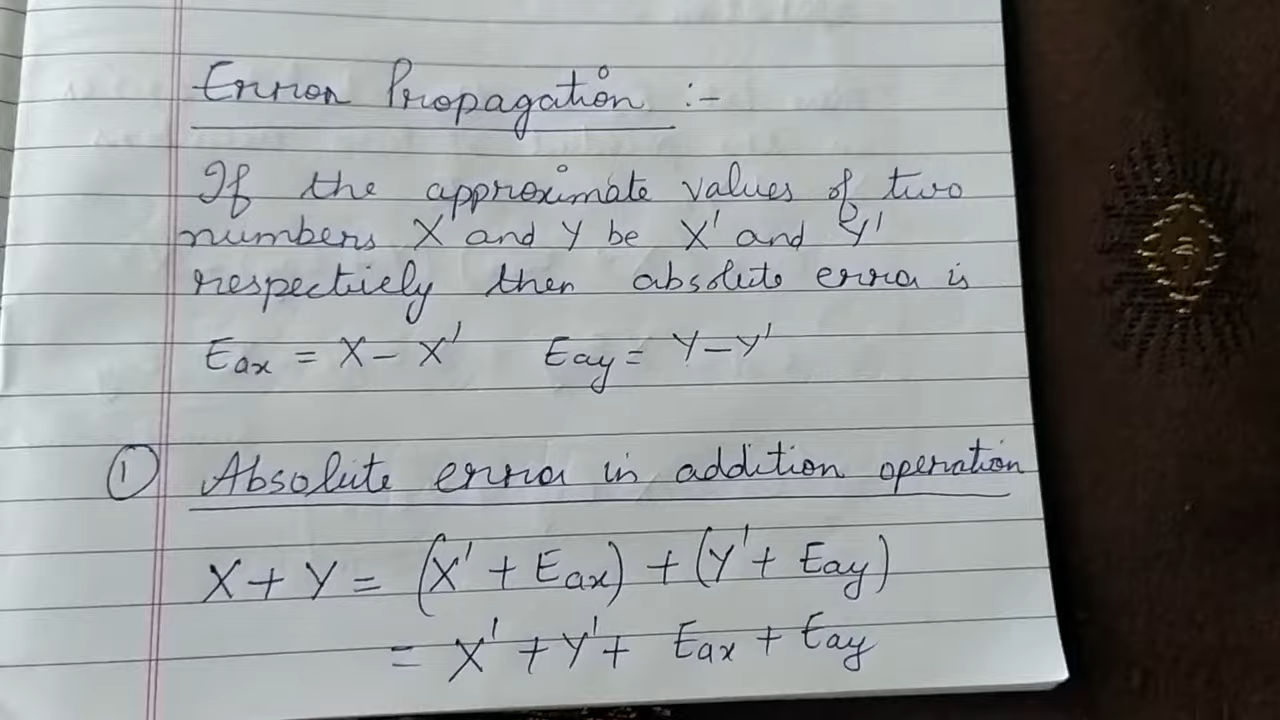 Error Propagation :-
If the approximate values of two
numbers X and Y be X' and Y'
respectiely then absolute error is
Eax = X - X' Eay = Y - Y'
① Absolute error in addition operation
X + Y = (X' + Eax) + (Y' + Eay)
= X' + Y' + Eax + Eay